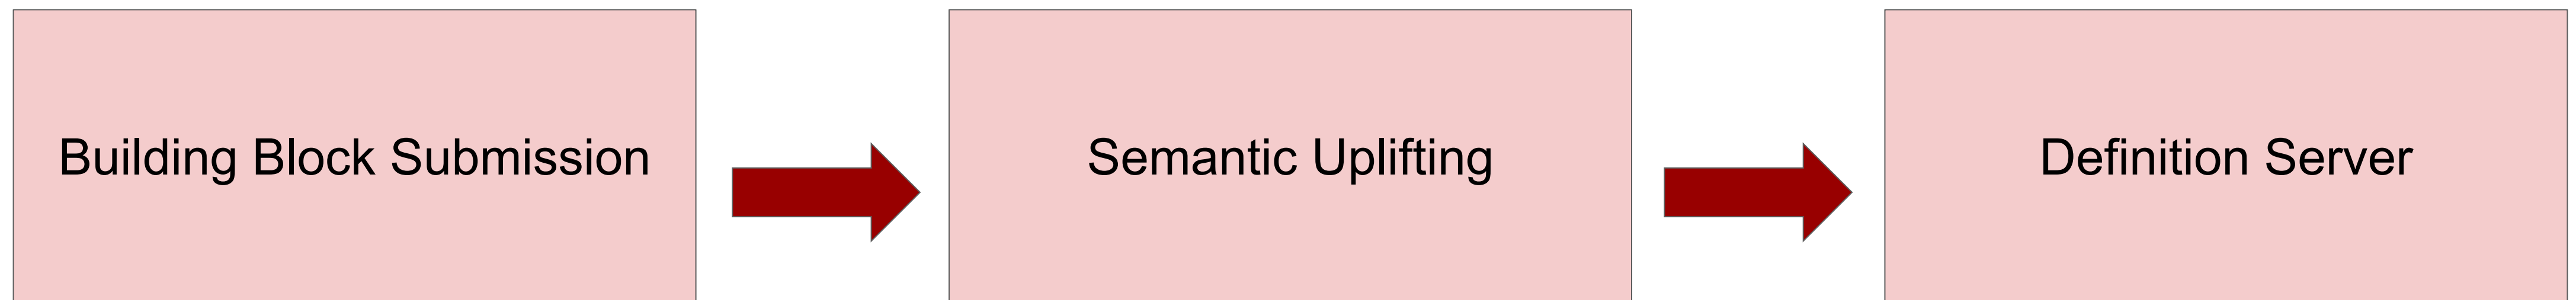 Building Block Submission
Semantic Uplifting
Definition Server